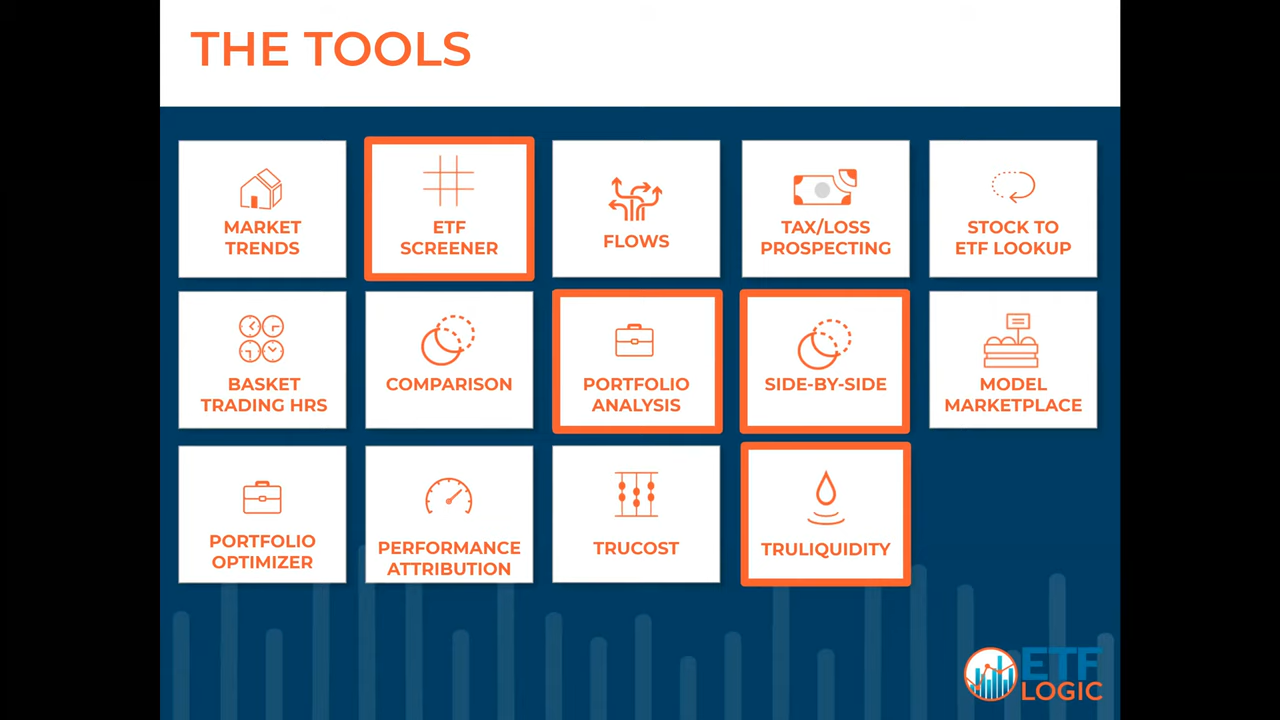 THE TOOLS
MARKET
TRENDS
ETF
SCREENER
FLOWS
TAX/LOSS
PROSPECTING
STOCK TO
ETF LOOKUP
BASKET
TRADING HRS
COMPARISON
PORTFOLIO
ANALYSIS
SIDE-BY-SIDE
MODEL
MARKETPLACE
PORTFOLIO
OPTIMIZER
PERFORMANCE
ATTRIBUTION
TRUCOST
TRULIQUIDITY
ETF
LOGIC